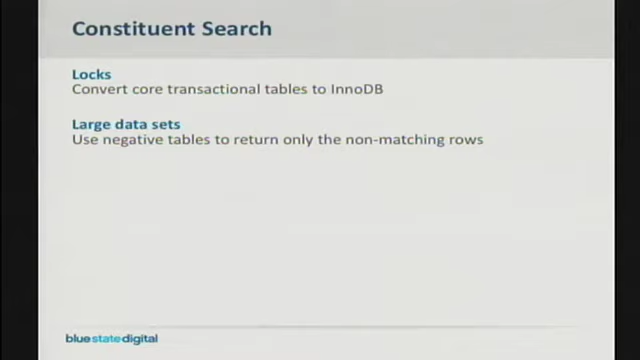 Constituent Search
Locks
Convert core transactional tables to InnoDB
Large data sets
Use negative tables to return only the non-matching rows
bluestatedigital